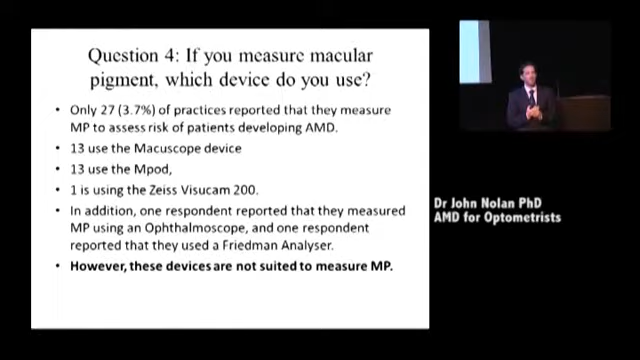 Question 4: If you measure macular
pigment, which device do you use?
• Only 27 (3.7%) of practices reported that they measure
MP to assess risk of patients developing AMD.
• 13 use the Macuscope device
• 13 use the Mpod,
• 1 is using the Zeiss Visucam 200.
• In addition, one respondent reported that they measured
MP using an Ophthalmoscope, and one respondent
reported that they used a Friedman Analyser.
• However, these devices are not suited to measure MP.
Dr John Nolan PhD
AMD for Optometrists